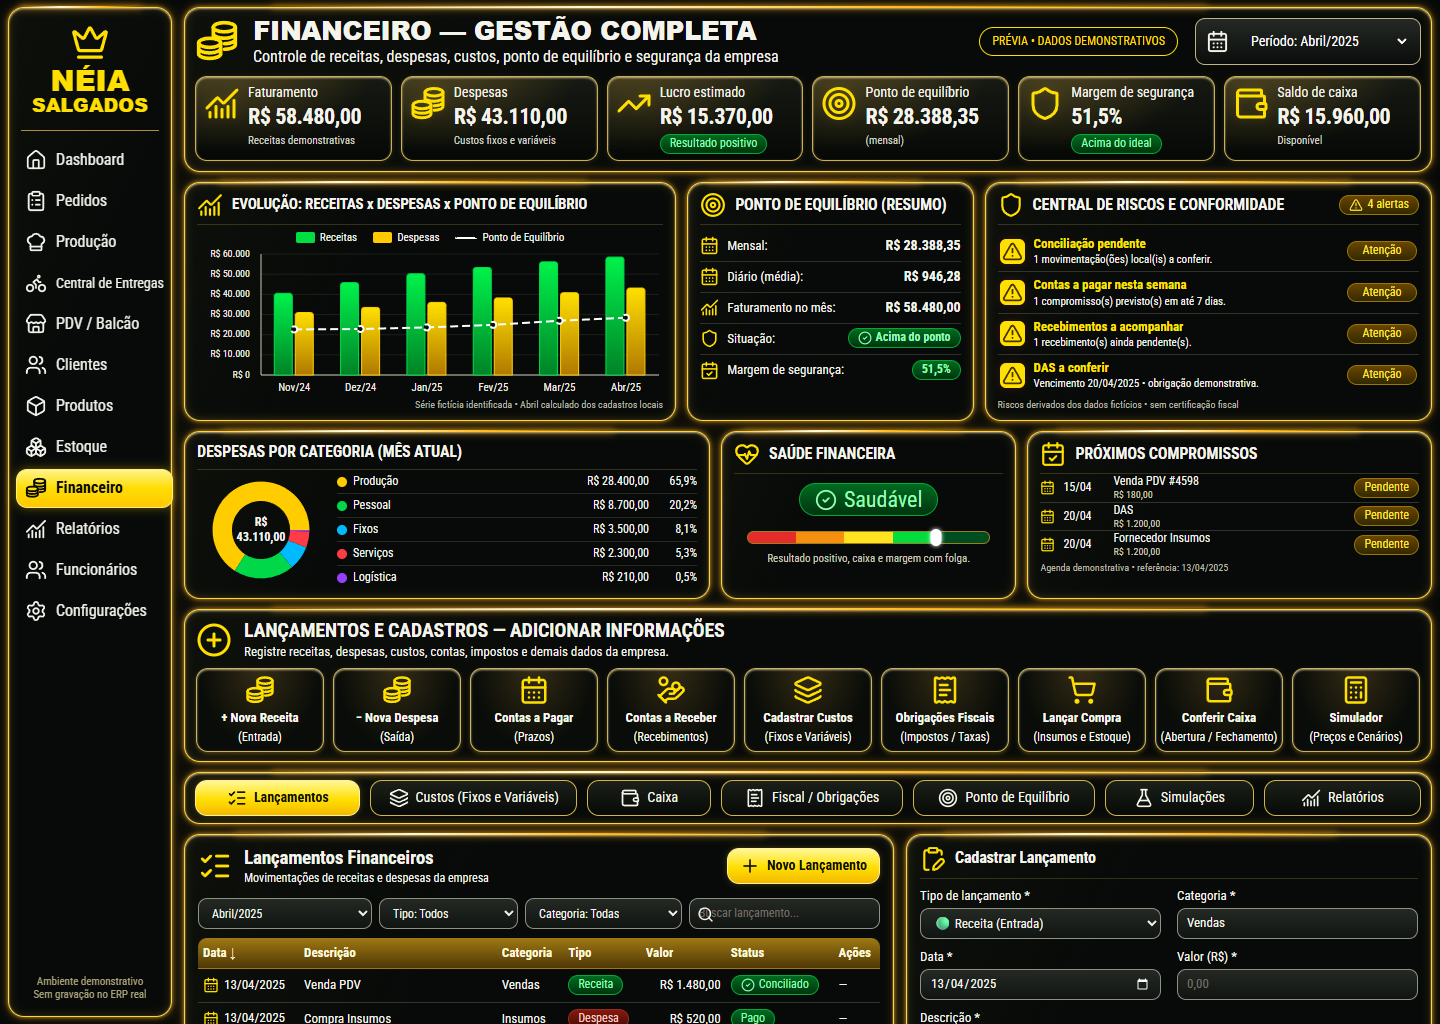 NÉIA
SALGADOS
Dashboard
Pedidos
Produção
Central de Entregas
PDV / Balcão
Clientes
Produtos
Estoque
Financeiro
Relatórios
Funcionários
Configurações
Ambiente demonstrativo
Sem gravação no ERP real
FINANCEIRO — GESTÃO COMPLETA
Controle de receitas, despesas, custos, ponto de equilíbrio e segurança da empresa
PRÉVIA • DADOS DEMONSTRATIVOS
Período: Abril/2025
Faturamento
R$ 58.480,00
Receitas demonstrativas
Despesas
R$ 43.110,00
Custos fixos e variáveis
Lucro estimado
R$ 15.370,00
Resultado positivo
Ponto de equilíbrio
R$ 28.388,35
(mensal)
Margem de segurança
51,5%
Acima do ideal
Saldo de caixa
R$ 15.960,00
Disponível
EVOLUÇÃO: RECEITAS x DESPESAS x PONTO DE EQUILÍBRIO
Receitas Despesas Ponto de Equilíbrio
R$ 60.000
R$ 50.000
R$ 40.000
R$ 30.000
R$ 20.000
R$ 10.000
R$ 0
Nov/24 Dez/24 Jan/25 Fev/25 Mar/25 Abr/25
Série fictícia identificada • Abril calculado dos cadastros locais
PONTO DE EQUILÍBRIO (RESUMO)
Mensal: R$ 28.388,35
Diário (média): R$ 946,28
Faturamento no mês: R$ 58.480,00
Situação: Acima do ponto
Margem de segurança: 51,5%
CENTRAL DE RISCOS E CONFORMIDADE
4 alertas
Conciliação pendente
1 movimentação(ões) local(is) a conferir.
Atenção
Contas a pagar nesta semana
1 compromisso(s) previsto(s) em até 7 dias.
Atenção
Recebimentos a acompanhar
1 recebimento(s) ainda pendente(s).
Atenção
DAS a conferir
Vencimento 20/04/2025 • obrigação demonstrativa.
Atenção
Riscos derivados dos dados fictícios • sem certificação fiscal
DESPESAS POR CATEGORIA (MÊS ATUAL)
R$
43.110,00
Produção R$ 28.400,00 65,9%
Pessoal R$ 8.700,00 20,2%
Fixos R$ 3.500,00 8,1%
Serviços R$ 2.300,00 5,3%
Logística R$ 210,00 0,5%
SAÚDE FINANCEIRA
Saudável
Resultado positivo, caixa e margem com folga.
PRÓXIMOS COMPROMISSOS
15/04 Venda PDV #4598
R$ 180,00
Pendente
20/04 DAS
R$ 1.200,00
Pendente
20/04 Fornecedor Insumos
R$ 1.200,00
Pendente
Agenda demonstrativa • referência: 13/04/2025
LANÇAMENTOS E CADASTROS — ADICIONAR INFORMAÇÕES
Registre receitas, despesas, custos, contas, impostos e demais dados da empresa.
+ Nova Receita
(Entrada)
− Nova Despesa
(Saída)
Contas a Pagar
(Prazos)
Contas a Receber
(Recebimentos)
Cadastrar Custos
(Fixos e Variáveis)
Obrigações Fiscais
(Impostos / Taxas)
Lançar Compra
(Insumos e Estoque)
Conferir Caixa
(Abertura / Fechamento)
Simulador
(Preços e Cenários)
Lançamentos
Custos (Fixos e Variáveis)
Caixa
Fiscal / Obrigações
Ponto de Equilíbrio
Simulações
Relatórios
Lançamentos Financeiros
Movimentações de receitas e despesas da empresa
Novo Lançamento
Abril/2025
Tipo: Todos
Categoria: Todas
Buscar lançamento...
Data ↓ Descrição Categoria Tipo Valor Status Ações
13/04/2025 Venda PDV Vendas Receita R$ 1.480,00 Conciliado —
13/04/2025 Compra Insumos Insumos Despesa R$ 520,00 Pago —
Cadastrar Lançamento
Tipo de lançamento *
Receita (Entrada)
Categoria *
Vendas
Data *
13/04/2025
Valor (R$) *
0,00
Descrição *